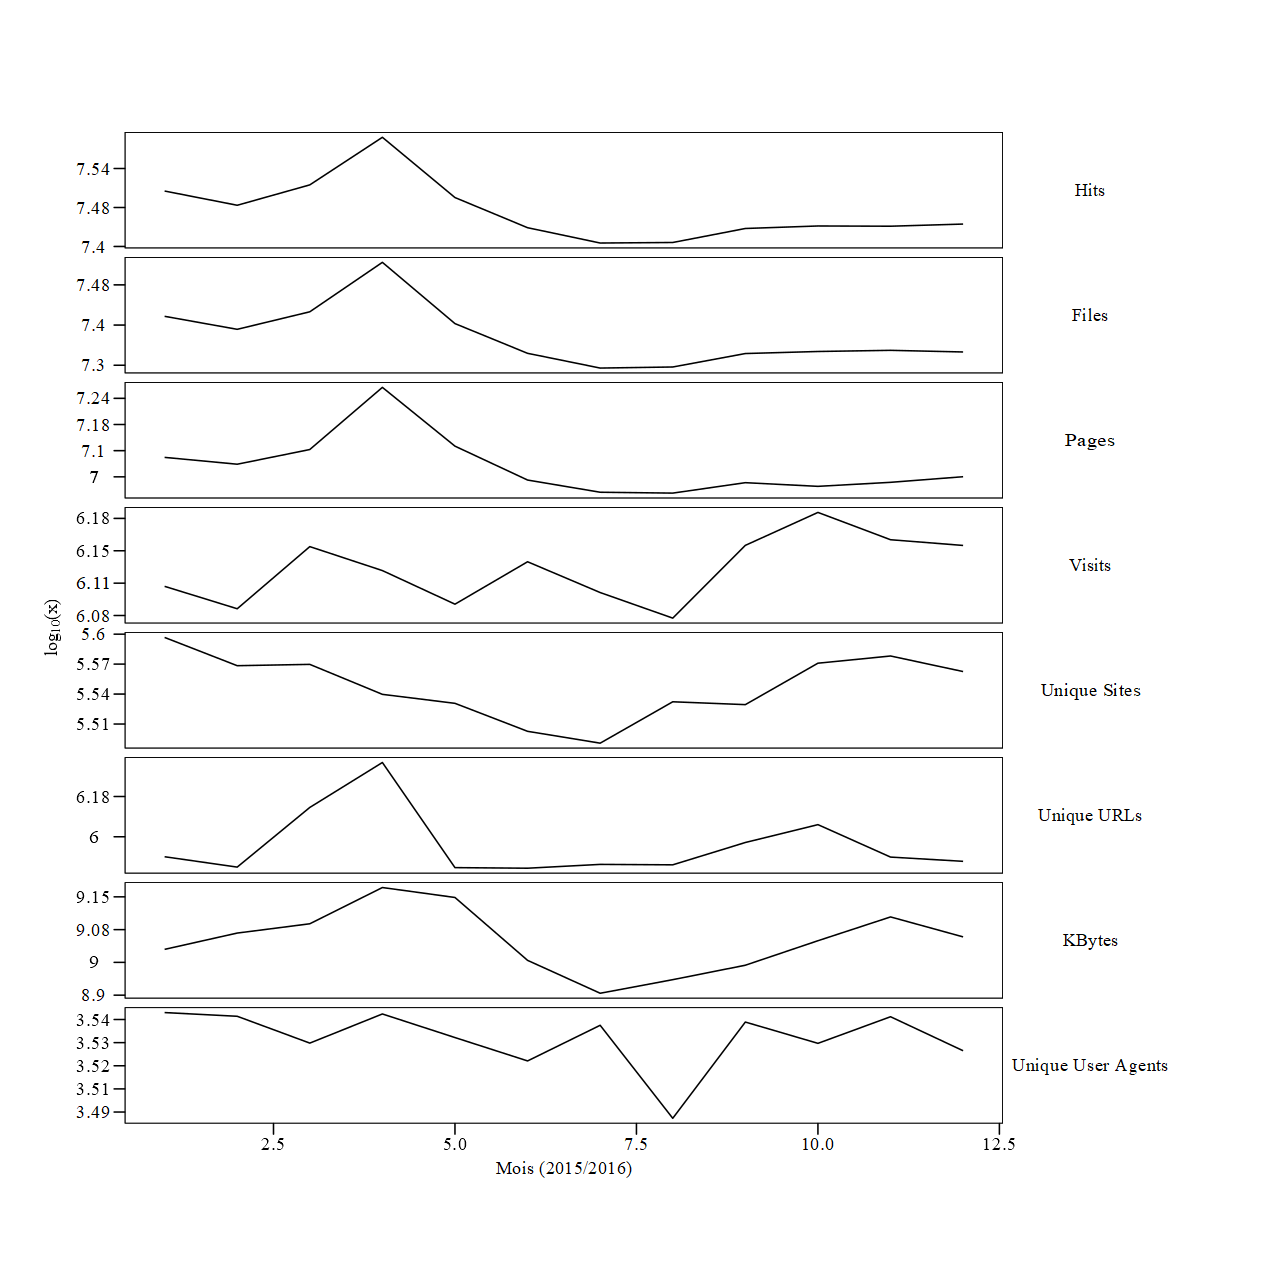 7.54
7.48
7.4
Hits
7.48
7.4
7.3
Files
7.24
7.18
7.1
7
Pages
6.18
6.15
6.11
6.08
Visits
log10(x)
5.6
5.57
5.54
5.51
Unique Sites
6.18
6
Unique URLs
9.15
9.08
9
8.9
KBytes
3.54
3.53
3.52
3.51
3.49
Unique User Agents
2.5 5.0 7.5 10.0 12.5
Mois (2015/2016)